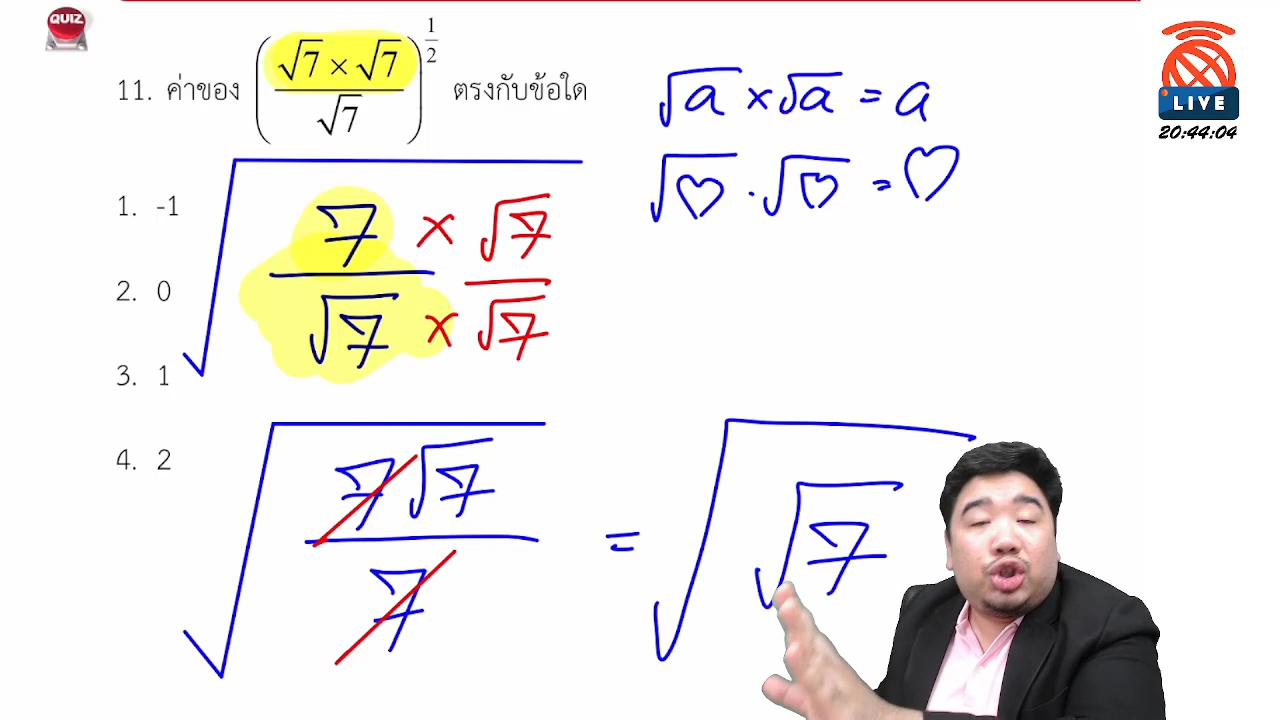 QUIZ
11. ค่าของ (√7 × √7 / √7)^(1/2) ตรงกับข้อใด
√a × √a = a
√♡ · √♡ = ♡
LIVE
20:44:04
√(7 × √7 / √7 × √7)
1. -1
2. 0
3. 1
4. 2
√(7√7 / 7) = √√7